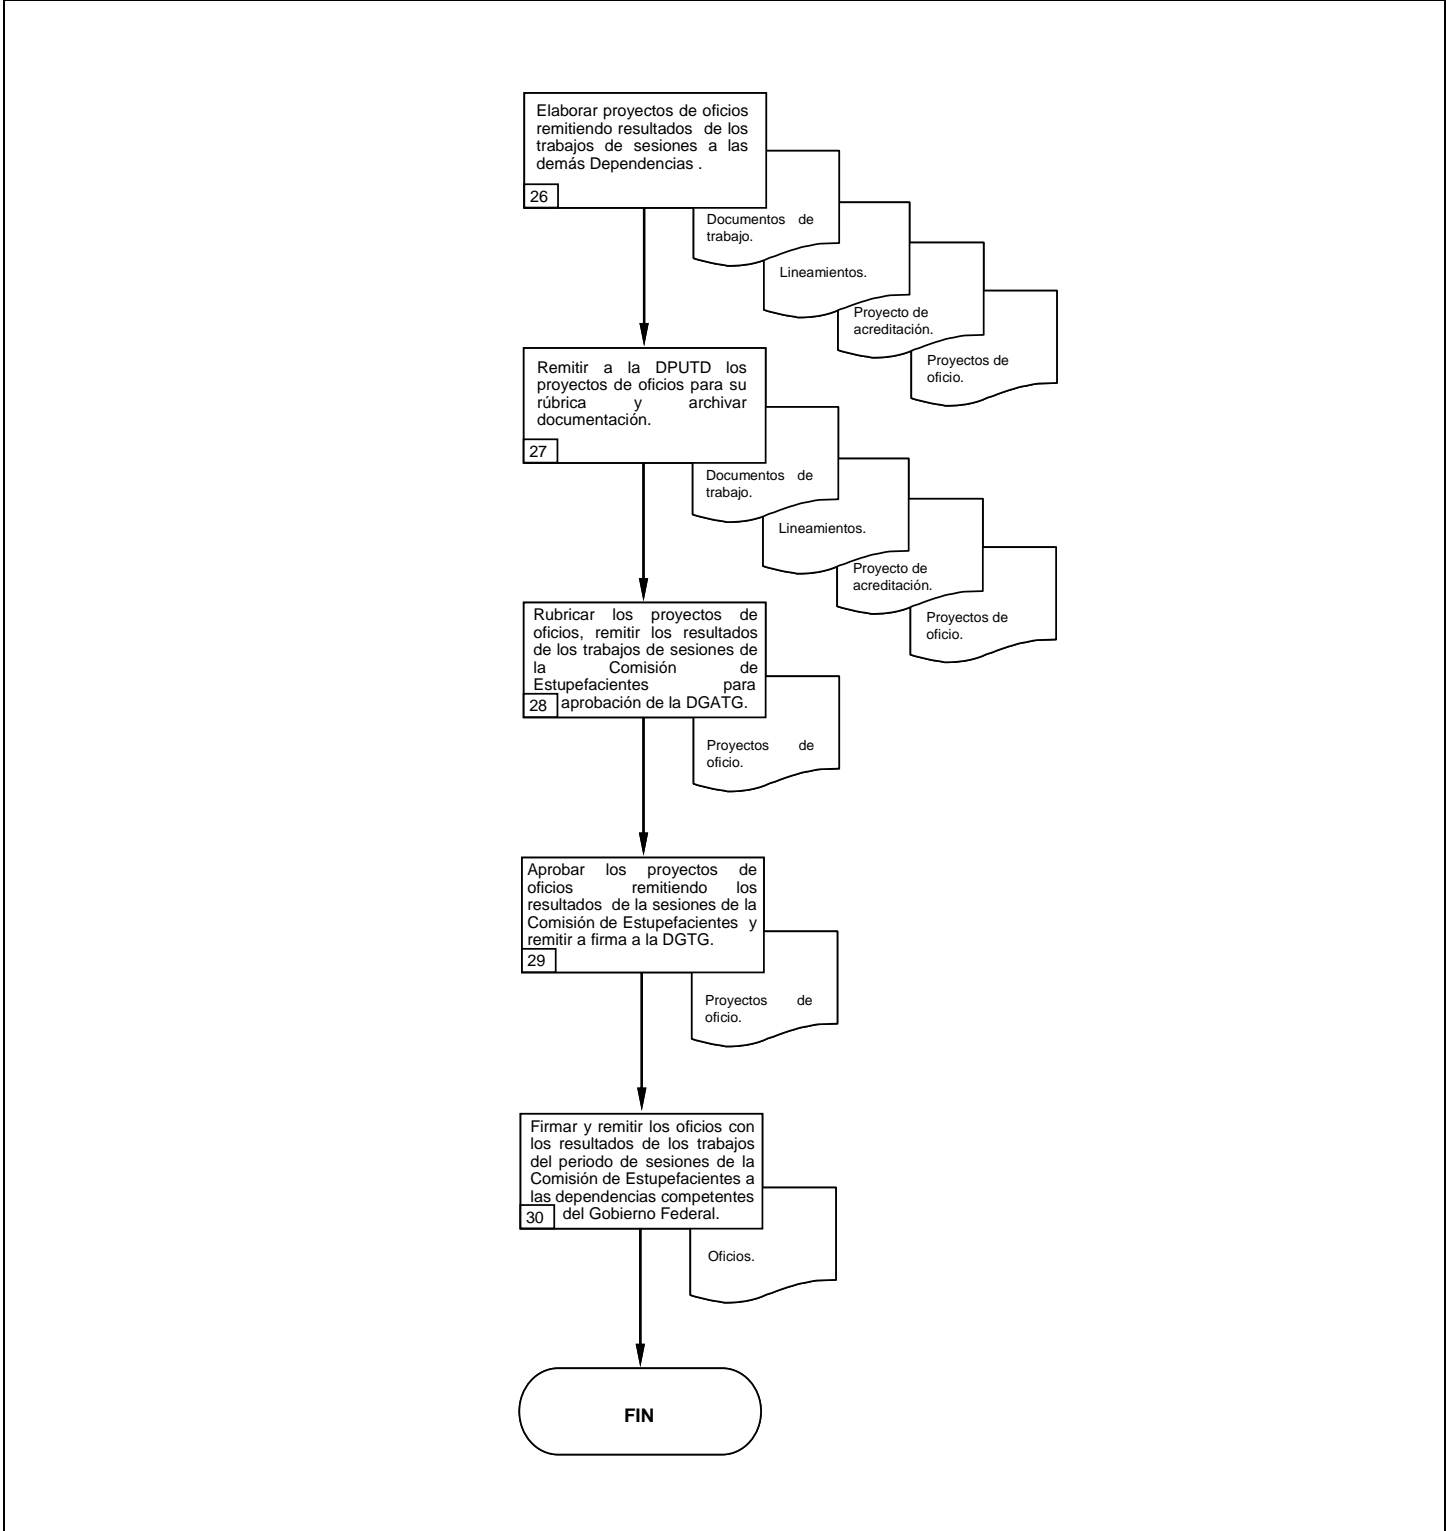 Elaborar proyectos de oficios
remitiendo resultados de los
trabajos de sesiones a las
demás Dependencias .
26
Documentos de
trabajo.
Lineamientos.
Proyecto de
acreditación.
Proyectos de
oficio.
Remitir a la DPUTD los
proyectos de oficios para su
rúbrica y archivar
documentación.
27
Documentos de
trabajo.
Lineamientos.
Proyecto de
acreditación.
Proyectos de
oficio.
Rubricar los proyectos de
oficios, remitir los resultados
de los trabajos de sesiones de
la Comisión de
Estupefacientes para
aprobación de la DGATG.
28
Proyectos de
oficio.
Aprobar los proyectos de
oficios remitiendo los
resultados de la sesiones de la
Comisión de Estupefacientes y
remitir a firma a la DGTG.
29
Proyectos de
oficio.
Firmar y remitir los oficios con
los resultados de los trabajos
del periodo de sesiones de la
Comisión de Estupefacientes a
las dependencias competentes
del Gobierno Federal.
30
Oficios.
FIN